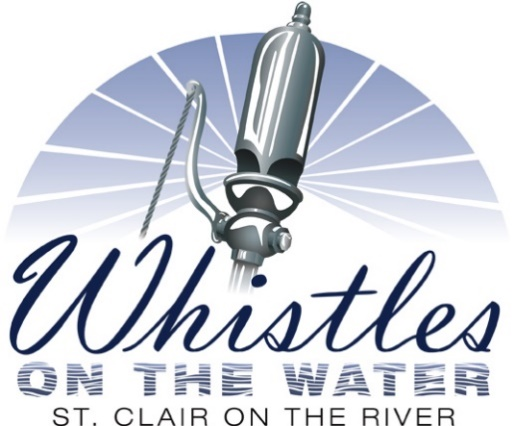 Whistles
ON THE WATER
ST. CLAIR ON THE RIVER